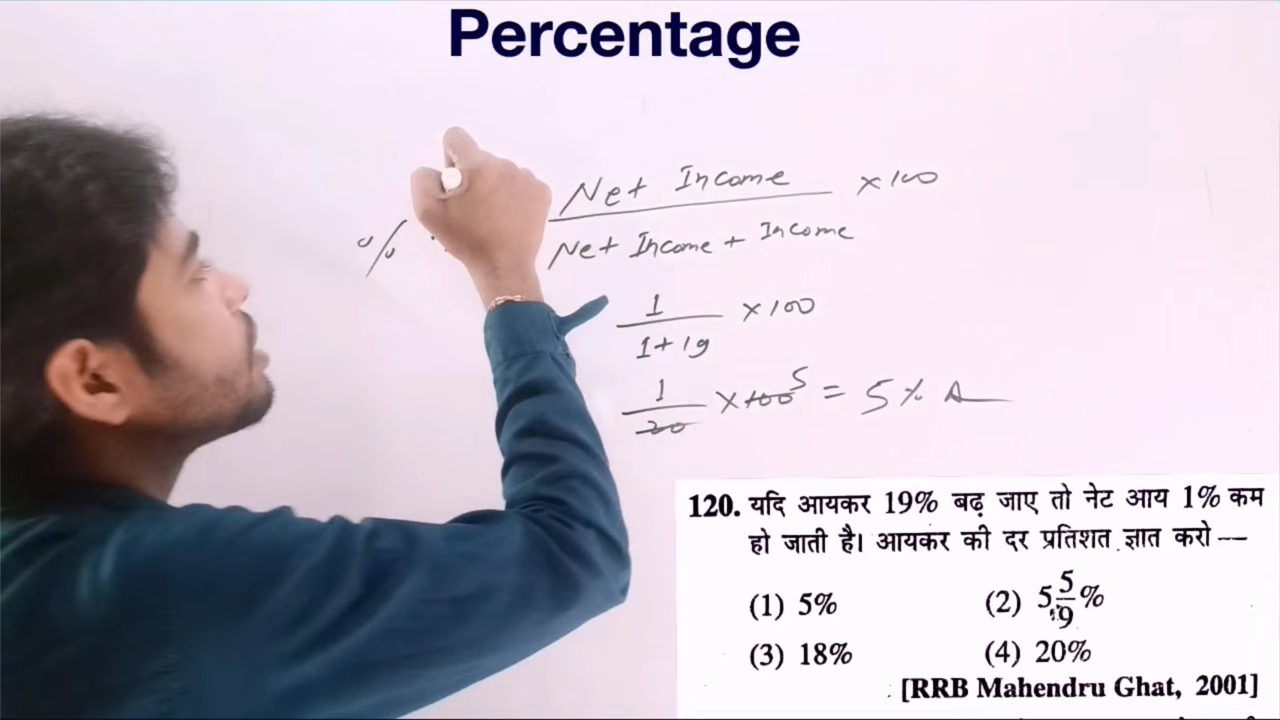 Percentage
Net Income × 100
%
Net Income + Income
1 × 100
1 + 19
1 × 100 5 = 5% A
20
120. यदि आयकर 19% बढ़ जाए तो नेट आय 1% कम
हो जाती है। आयकर की दर प्रतिशत ज्ञात करो —
(1) 5% (2) 5 5/9 %
(3) 18% (4) 20%
[RRB Mahendru Ghat, 2001]